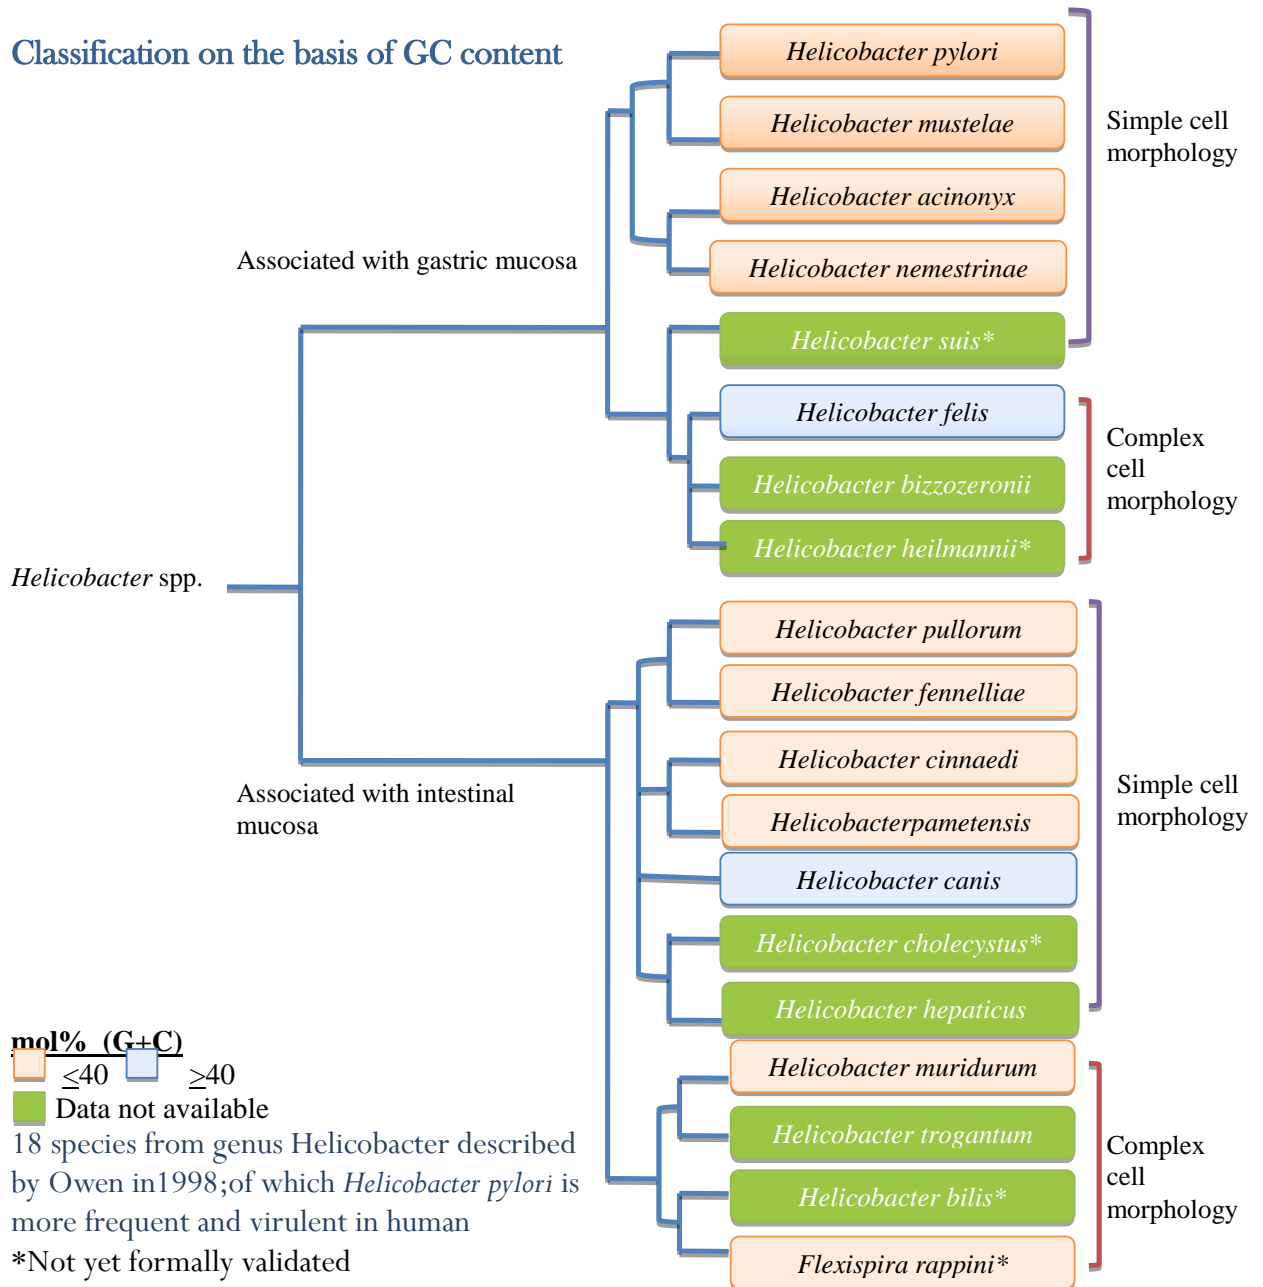 Classification on the basis of GC content
Helicobacter pylori
Helicobacter mustelae
Helicobacter acinonyx
Helicobacter nemestrinae
Helicobacter suis*
Helicobacter felis
Helicobacter bizzozeronii
Helicobacter heilmannii*
Simple cell
morphology
Complex
cell
morphology
Associated with gastric mucosa
Helicobacter spp.
Associated with intestinal
mucosa
Helicobacter pullorum
Helicobacter fennelliae
Helicobacter cinnaedi
Helicobacterpametensis
Helicobacter canis
Helicobacter cholecystus*
Helicobacter hepaticus
Helicobacter muridurum
Helicobacter trogantum
Helicobacter bilis*
Flexispira rappini*
Simple cell
morphology
Complex
cell
morphology
mol% (G+C)
≤40 ≥40
Data not available
18 species from genus Helicobacter described
by Owen in1998;of which Helicobacter pylori is
more frequent and virulent in human
*Not yet formally validated